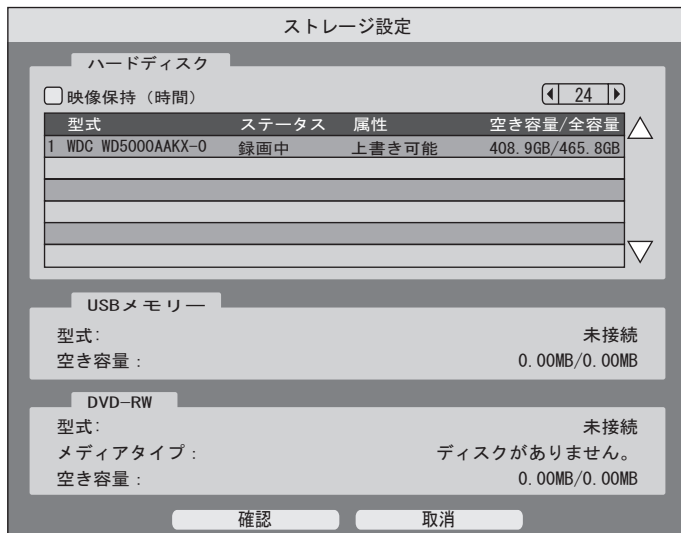 ストレージ設定
ハードディスク
映像保持（時間）
24
型式 ステータス 属性 空き容量/全容量
1 WDC WD5000AAKX-0 録画中 上書き可能 408.9GB/465.8GB
USBメモリー
型式: 未接続
空き容量： 0.00MB/0.00MB
DVD-RW
型式: 未接続
メディアタイプ： ディスクがありません。
空き容量： 0.00MB/0.00MB
確認 取消